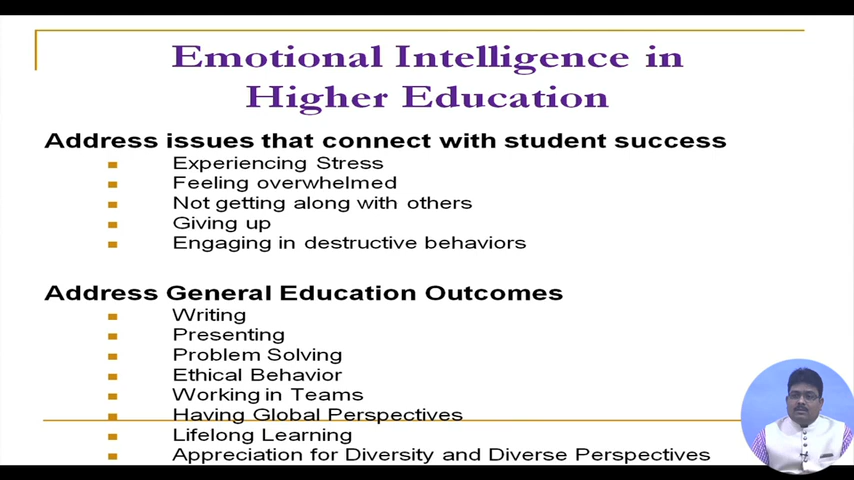 Emotional Intelligence in
Higher Education
Address issues that connect with student success
Experiencing Stress
Feeling overwhelmed
Not getting along with others
Giving up
Engaging in destructive behaviors
Address General Education Outcomes
Writing
Presenting
Problem Solving
Ethical Behavior
Working in Teams
Having Global Perspectives
Lifelong Learning
Appreciation for Diversity and Diverse Perspectives